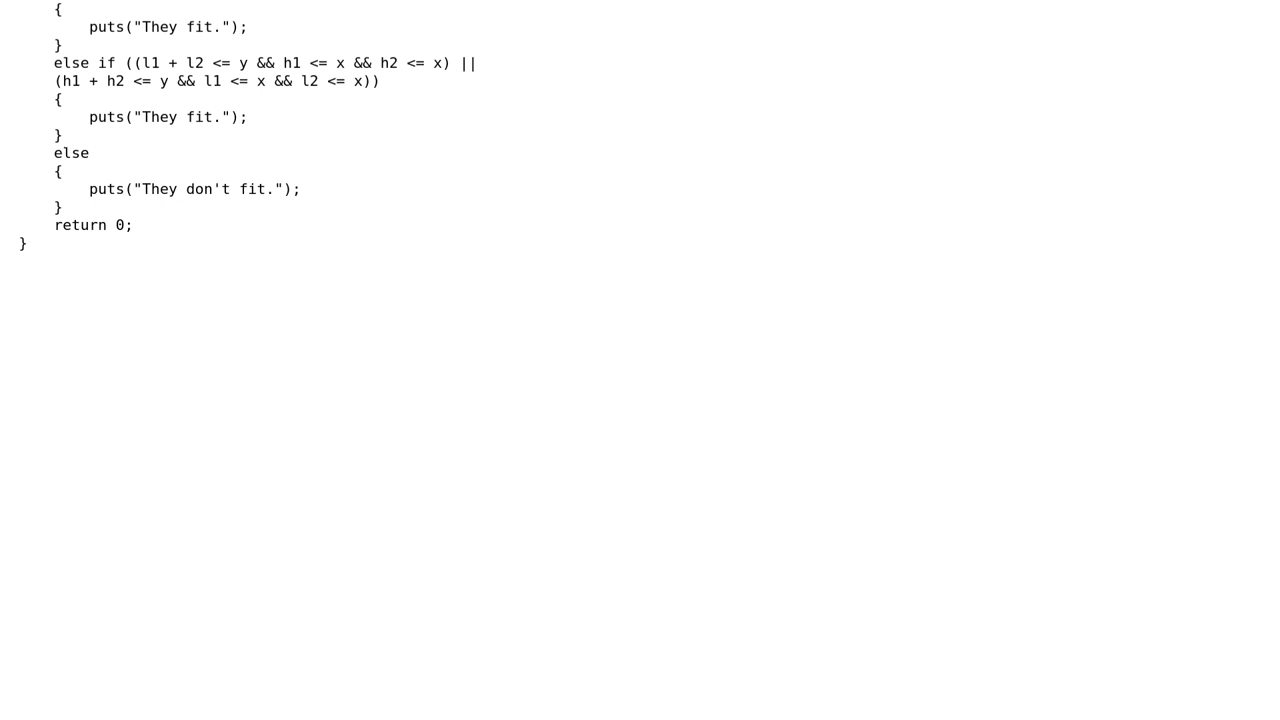 {
        puts("They fit.");
    }
    else if ((l1 + l2 <= y && h1 <= x && h2 <= x) ||
    (h1 + h2 <= y && l1 <= x && l2 <= x))
    {
        puts("They fit.");
    }
    else
    {
        puts("They don't fit.");
    }
    return 0;
}